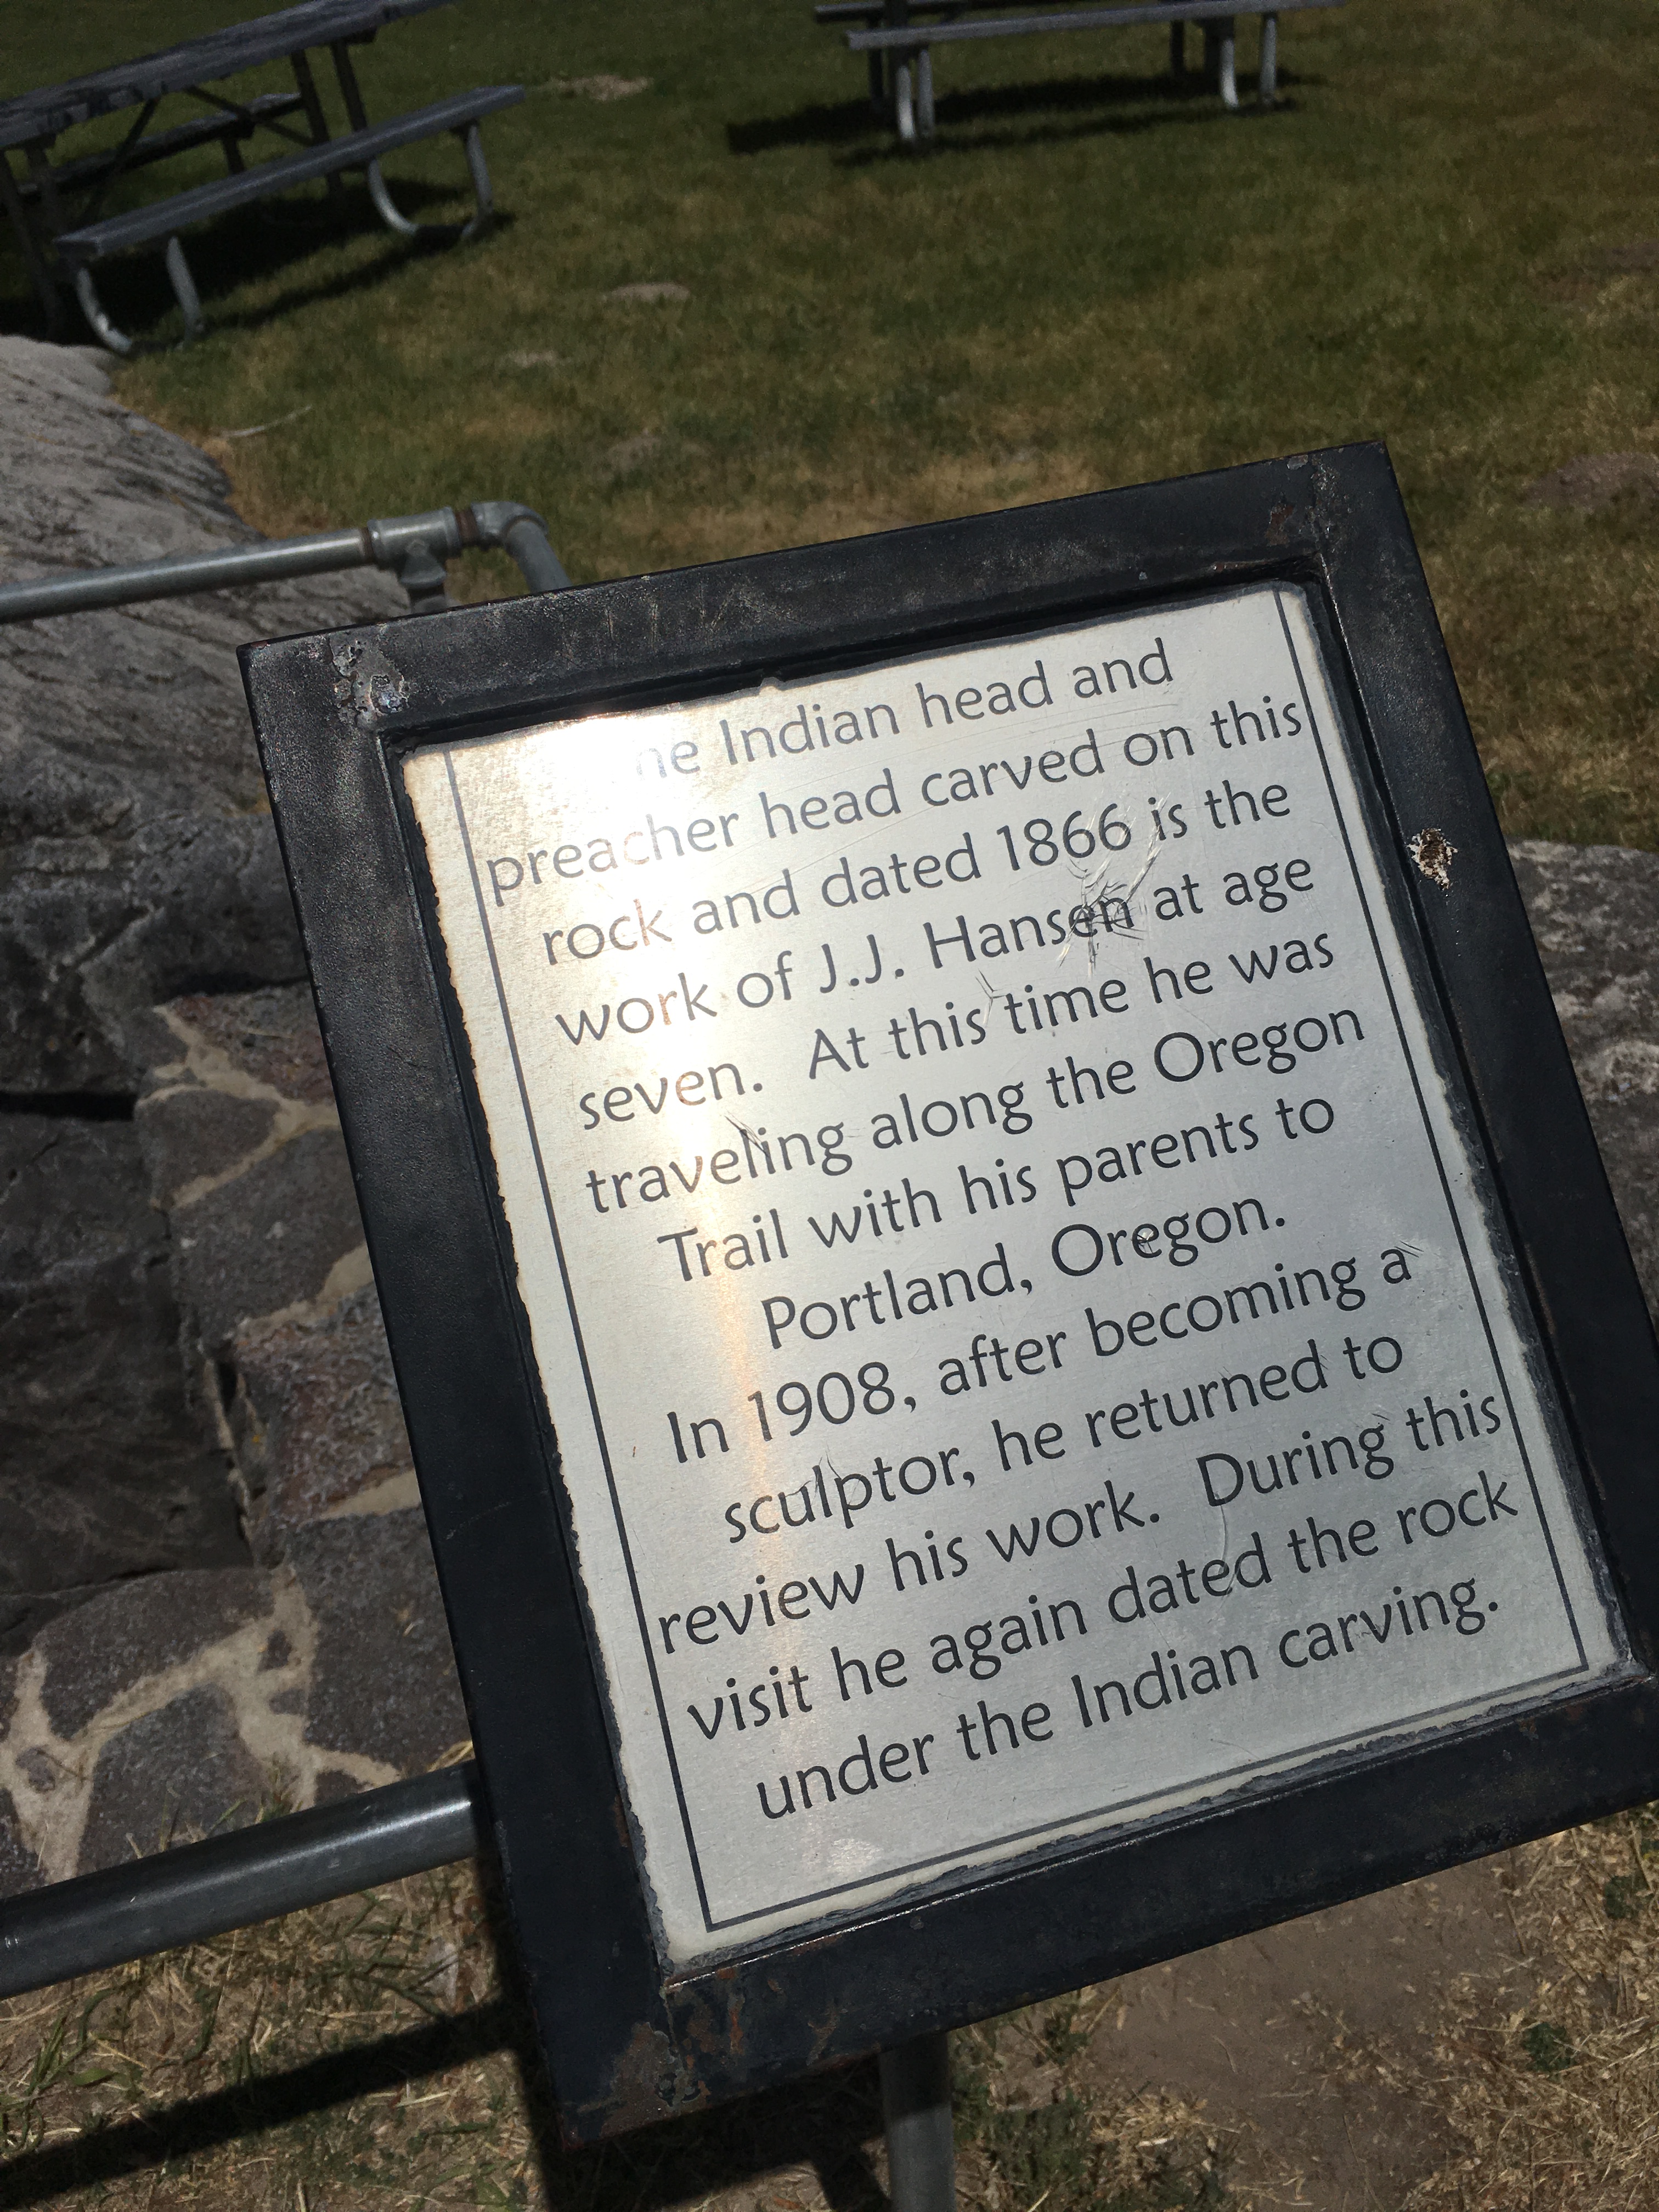 The Indian head and
preacher head carved on this
rock and dated 1866 is the
work of J.J. Hansen at age
seven. At this time he was
traveling along the Oregon
Trail with his parents to
Portland, Oregon.
In 1908, after becoming a
sculptor, he returned to
review his work. During this
visit he again dated the rock
under the Indian carving.